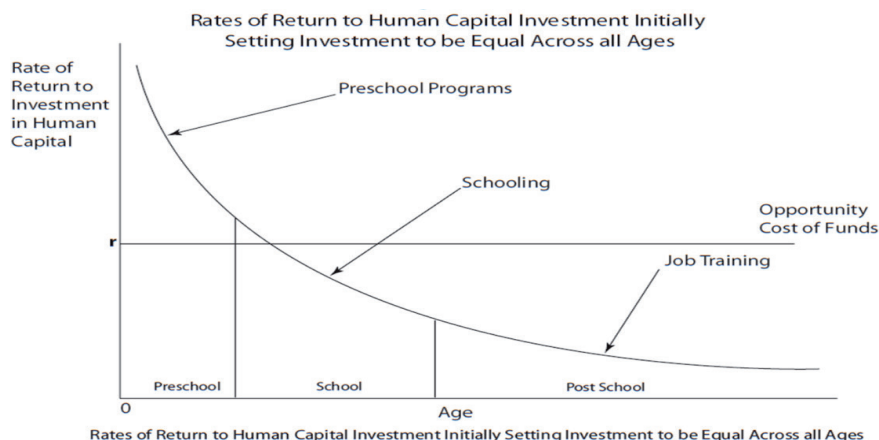 Rates of Return to Human Capital Investment Initially
Setting Investment to be Equal Across all Ages
Rate of
Return to
Investment
in Human
Capital
Preschool Programs
Schooling
Opportunity
Cost of Funds
r
Job Training
Preschool
School
Post School
0
Age
Rates of Return to Human Capital Investment Initially Setting Investment to be Equal Across all Ages